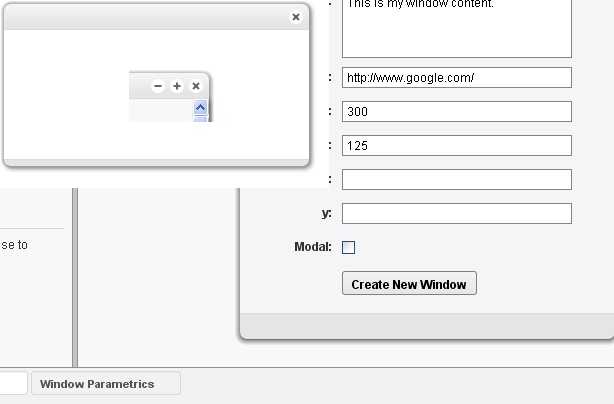 This is my window content.
: http://www.google.com/
: 300
: 125
:
y:
se to
Modal:
Create New Window
Window Parametrics